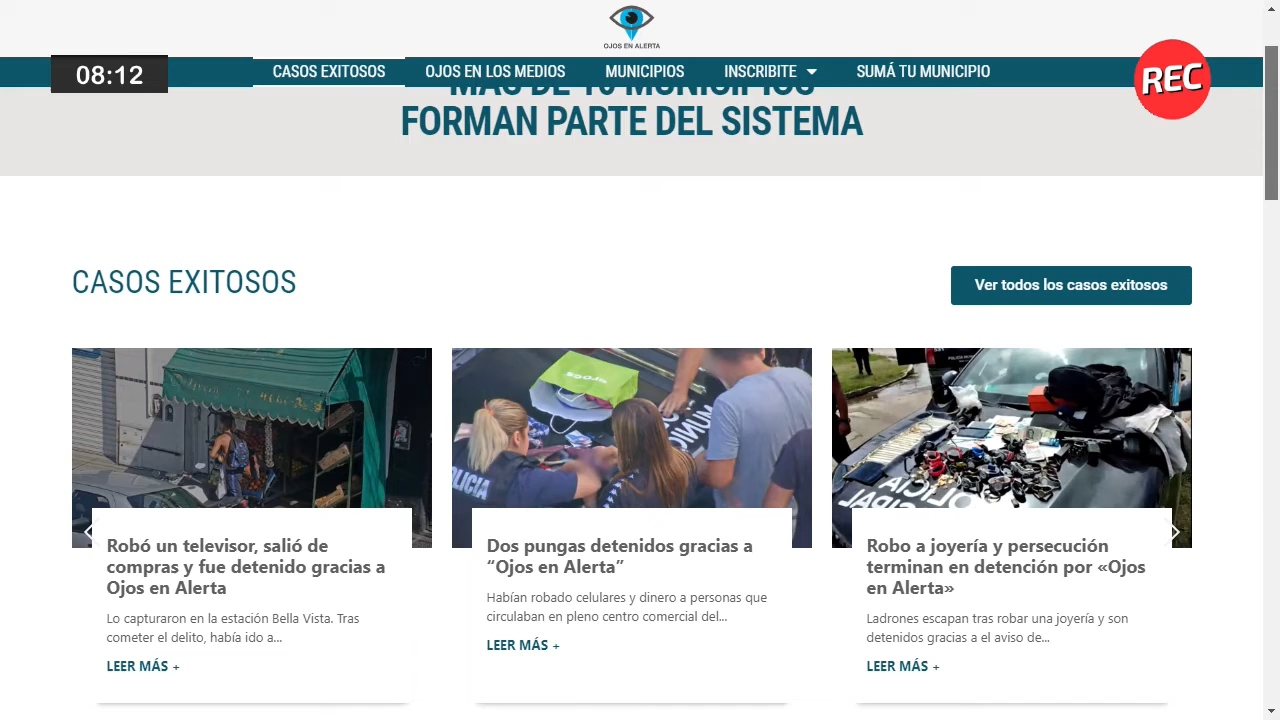 OJOS EN ALERTA
08:12
CASOS EXITOSOS
OJOS EN LOS MEDIOS
MUNICIPIOS
INSCRIBITE
SUMÁ TU MUNICIPIO
REC
MÁS DE 10 MUNICIPIOS
FORMAN PARTE DEL SISTEMA
CASOS EXITOSOS
Ver todos los casos exitosos
POLICIA
Robó un televisor, salió de
compras y fue detenido gracias a
Ojos en Alerta
Lo capturaron en la estación Bella Vista. Tras
cometer el delito, había ido a...
LEER MÁS +
Dos pungas detenidos gracias a
“Ojos en Alerta”
Habían robado celulares y dinero a personas que
circulaban en pleno centro comercial del...
LEER MÁS +
Robo a joyería y persecución
terminan en detención por «Ojos
en Alerta»
Ladrones escapan tras robar una joyería y son
detenidos gracias a el aviso de...
LEER MÁS +